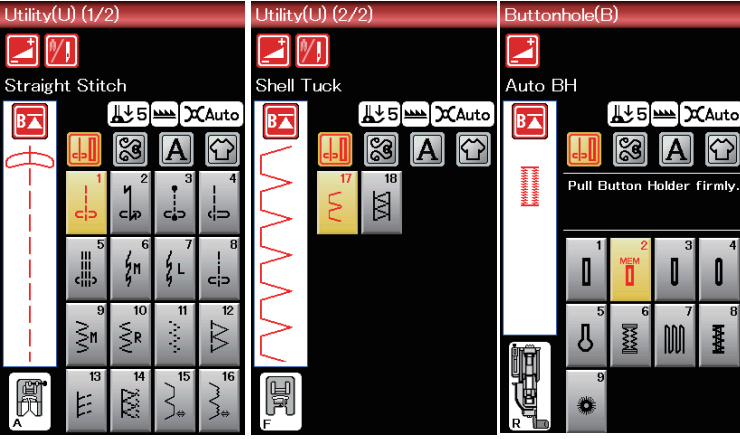 Utility(U) (1/2)
Straight Stitch
B
5 Auto
A
1 2 3 4
5 6 M 7 L 8
9 M 10 R 11 12
13 14 15 16
A
Utility(U) (2/2)
Shell Tuck
B
5 Auto
A
17 18
F
Buttonhole(B)
Auto BH
B
5 Auto
A
Pull Button Holder firmly.
1 2 MEM 3 4
5 6 7 8
9
R